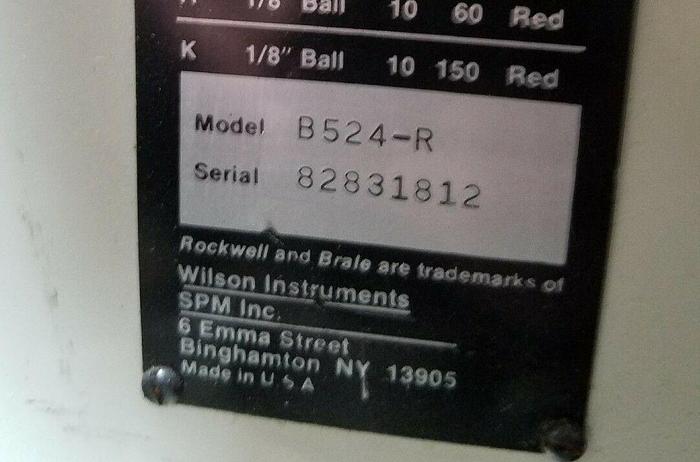 1/8" Ball 10 60 Red
K 1/8" Ball 10 150 Red
Model B524-R
Serial 82831812
Rockwell and Brale are trademarks of
Wilson Instruments
SPM Inc.
6 Emma Street
Binghamton NY 13905
Made in U S A